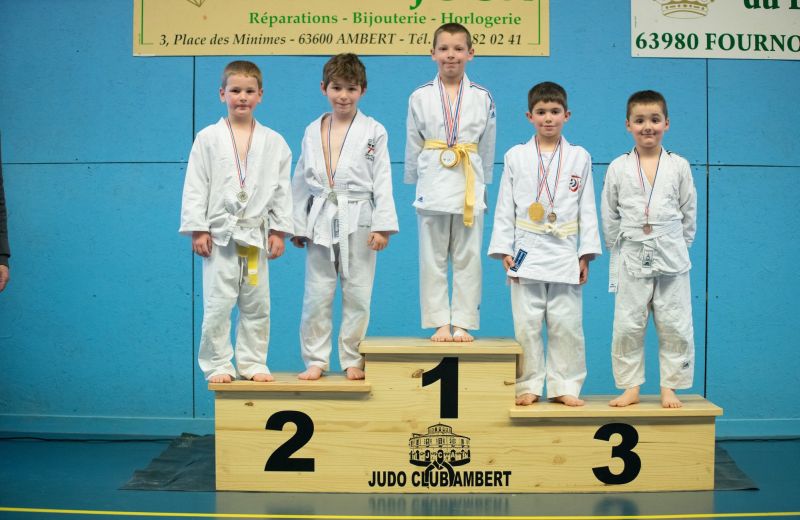 Réparations - Bijouterie - Horlogerie
3, Place des Minimes - 63600 AMBERT - Tél. 82 02 41
63980 FOURNO
1
2
3
JUDO CLUB AMBERT